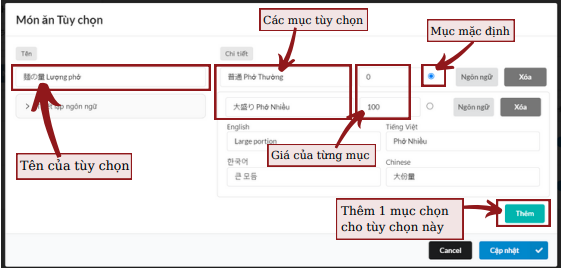 Món ăn Tùy chọn
Các mục tùy chọn
Mục mặc định
Tên
Chi tiết
麺の量 Lượng phở
普通 Phở Thường
0
Ngôn ngữ
Xóa
lập ngôn ngữ
大盛り Phở Nhiều
100
Ngôn ngữ
Xóa
English
Tiếng Việt
Large portion
Phở Nhiều
Giá của từng mục
Tên của tùy chọn
한국어
Chinese
큰 모듬
大份量
Thêm 1 mục chọn
cho tùy chọn này
Thêm
Cancel
Cập nhật